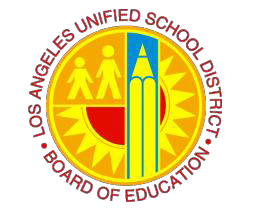 LOS ANGELES UNIFIED SCHOOL DISTRICT
• BOARD OF EDUCATION •